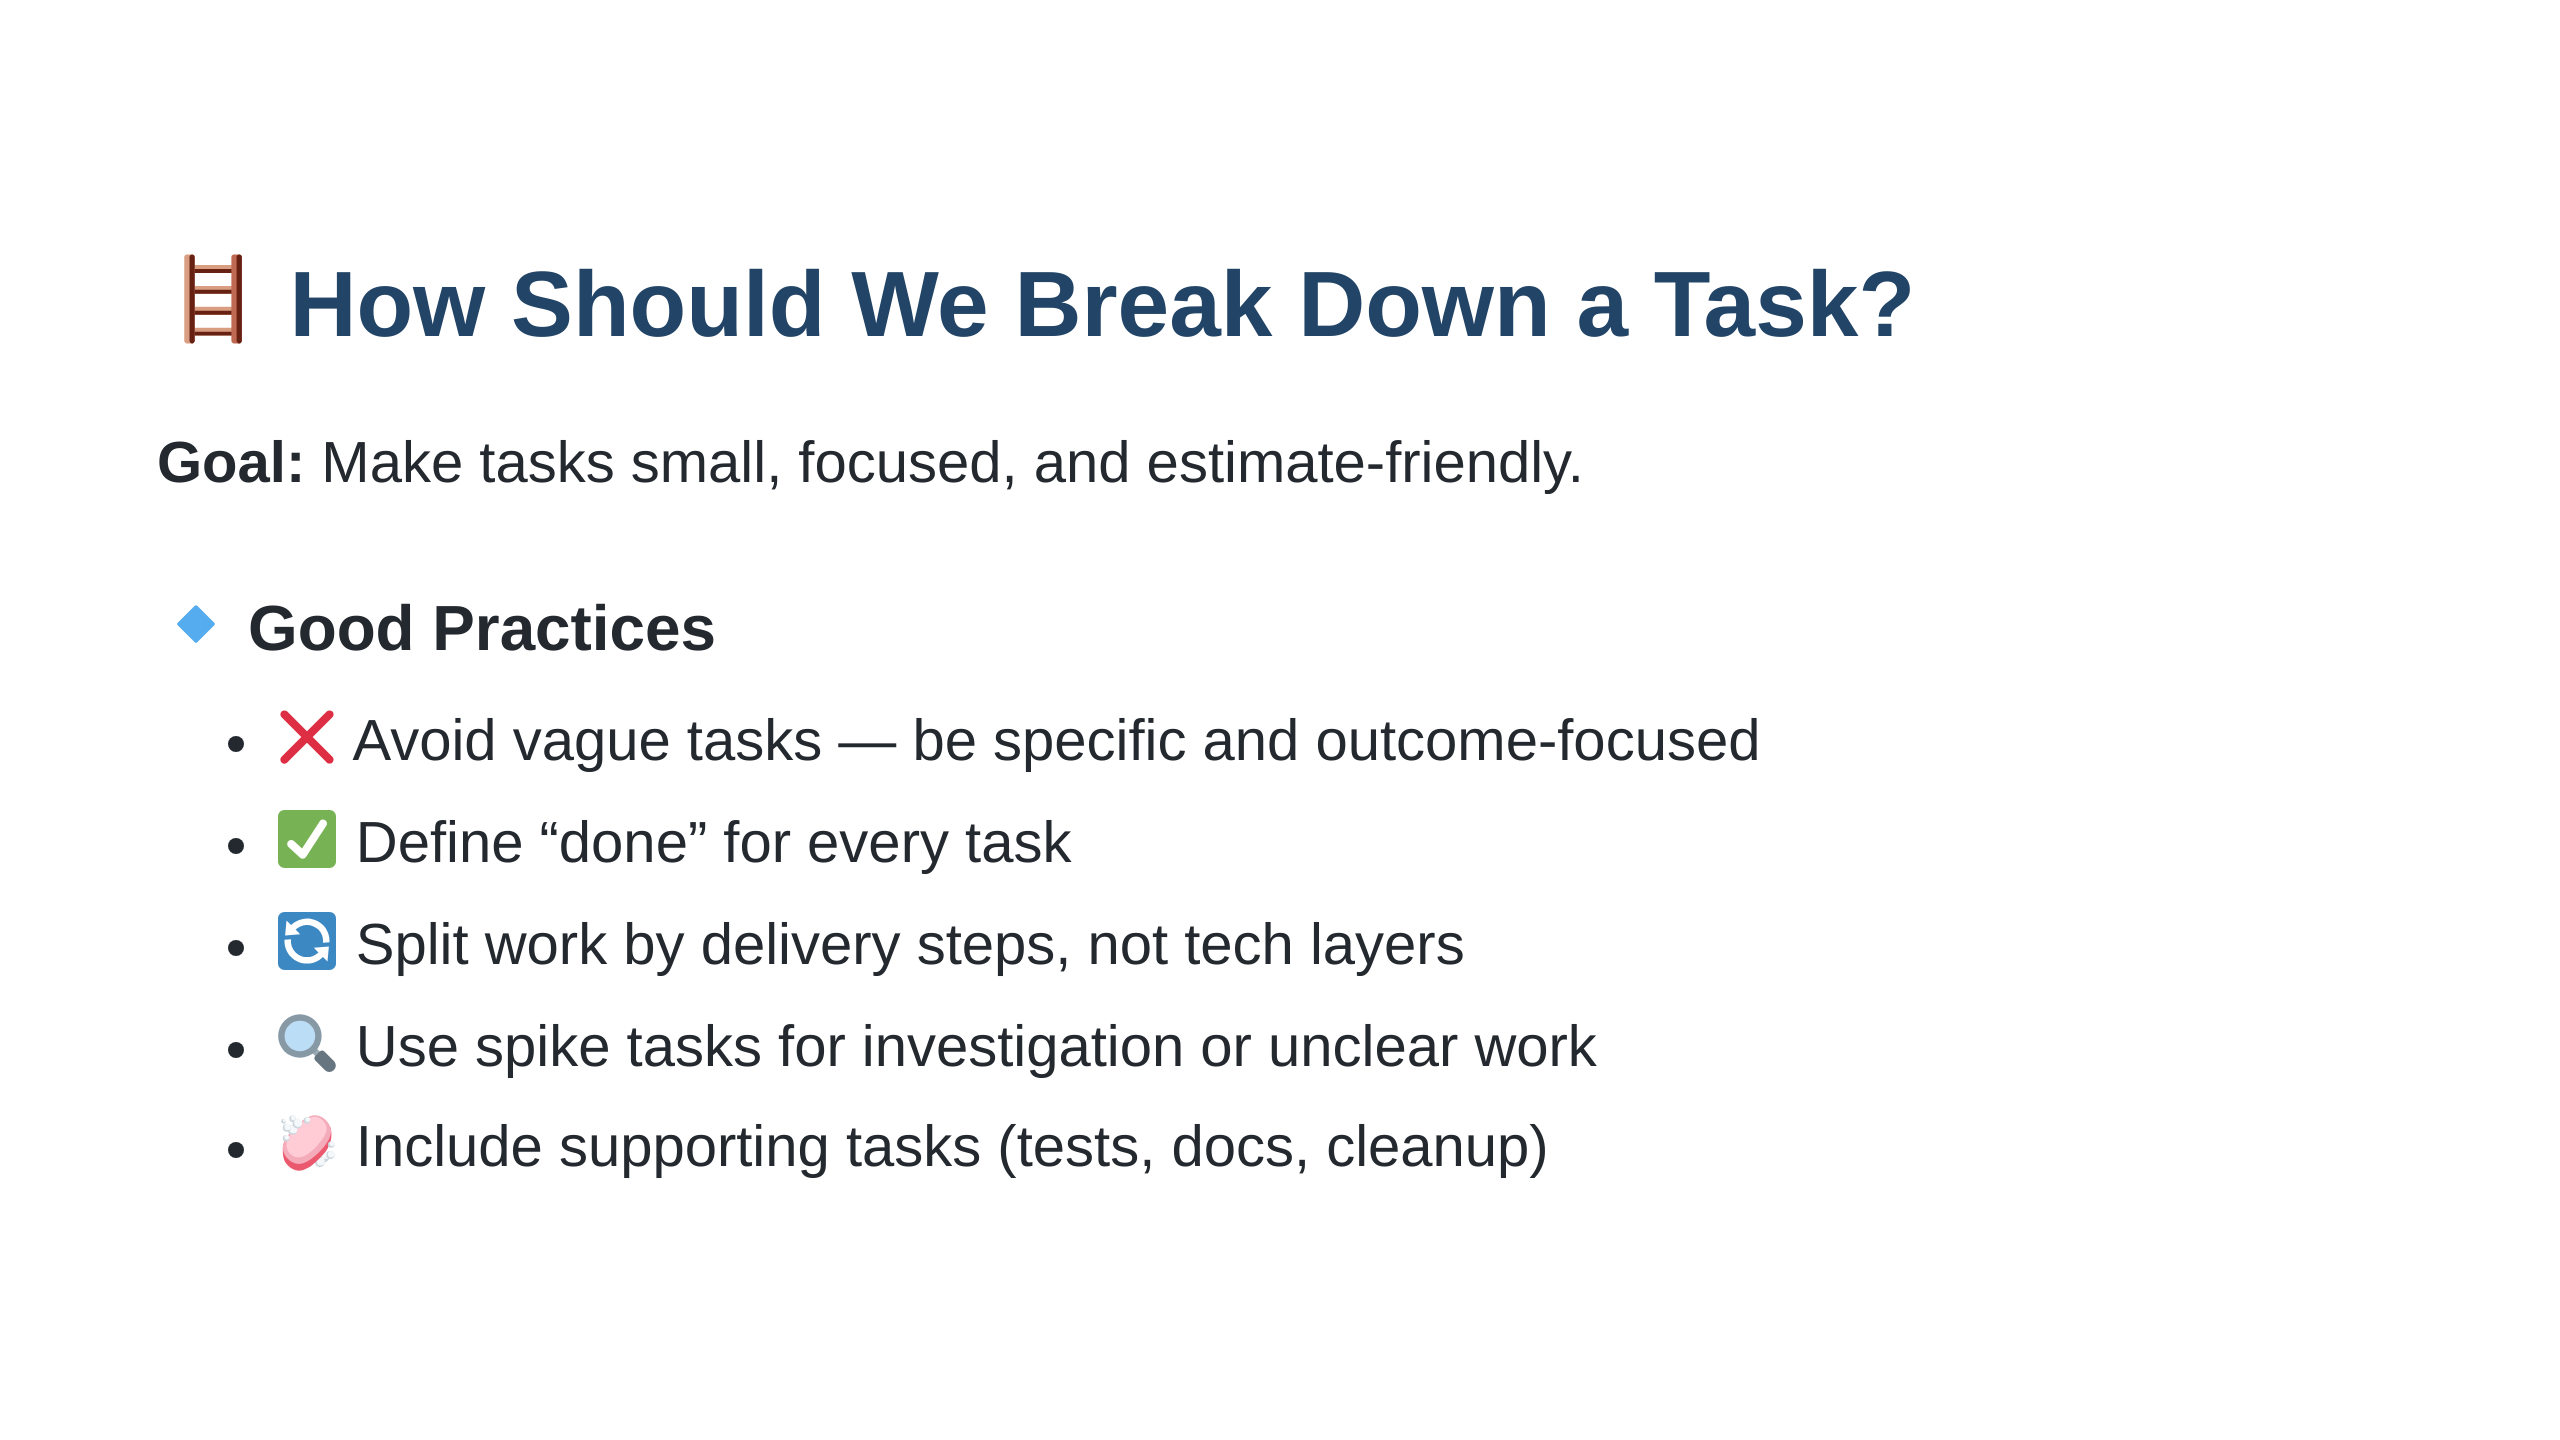 🪜 How Should We Break Down a Task?
Goal: Make tasks small, focused, and estimate-friendly.
🔹 Good Practices
• ❌ Avoid vague tasks — be specific and outcome-focused
• ✅ Define “done” for every task
• 🔄 Split work by delivery steps, not tech layers
• 🔍 Use spike tasks for investigation or unclear work
• 🧼 Include supporting tasks (tests, docs, cleanup)